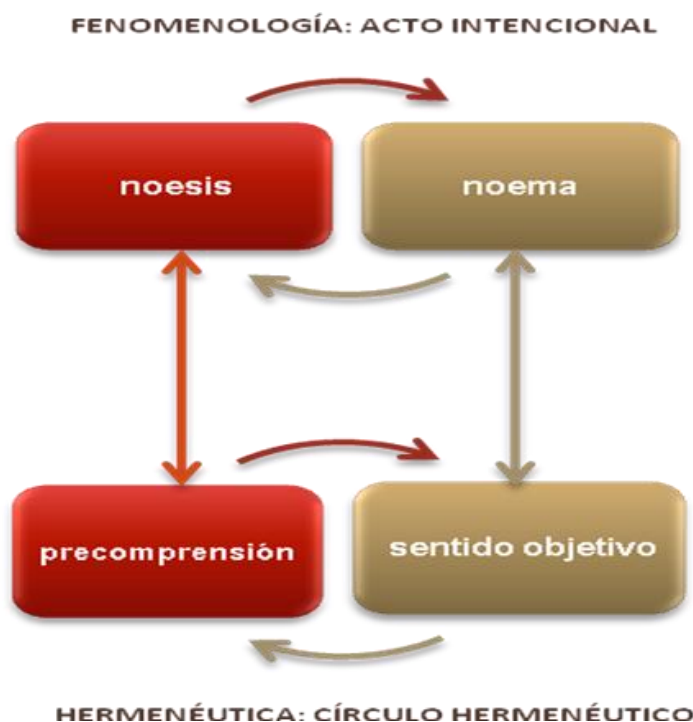 FENOMENOLOGÍA: ACTO INTENCIONAL
noesis
noema
precomprensión
sentido objetivo
HERMENÉUTICA: CÍRCULO HERMENÉUTICO